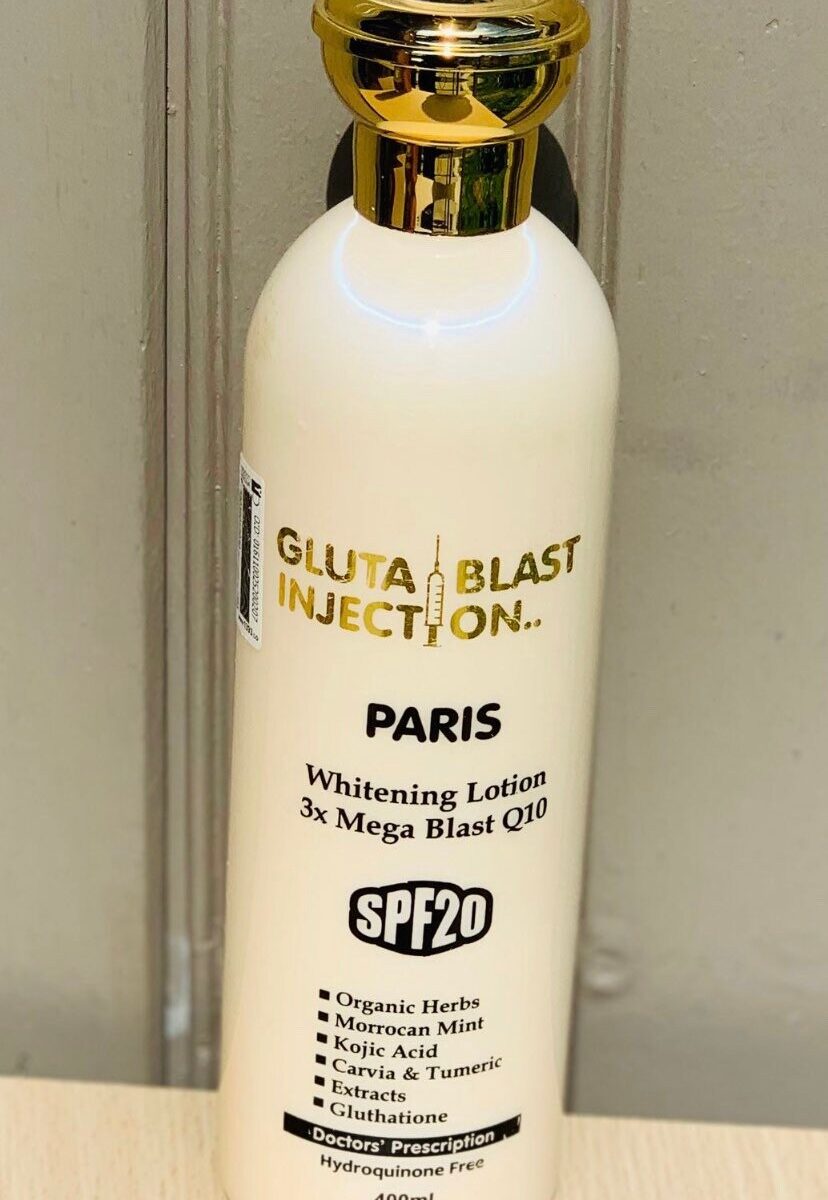 GLUTA BLAST
INJECTION..
PARIS
Whitening Lotion
3x Mega Blast Q10
SPF20
Organic Herbs
Morrocan Mint
Kojic Acid
Carvia & Tumeric
Extracts
Gluthatione
Doctors' Prescription
Hydroquinone Free
400ml